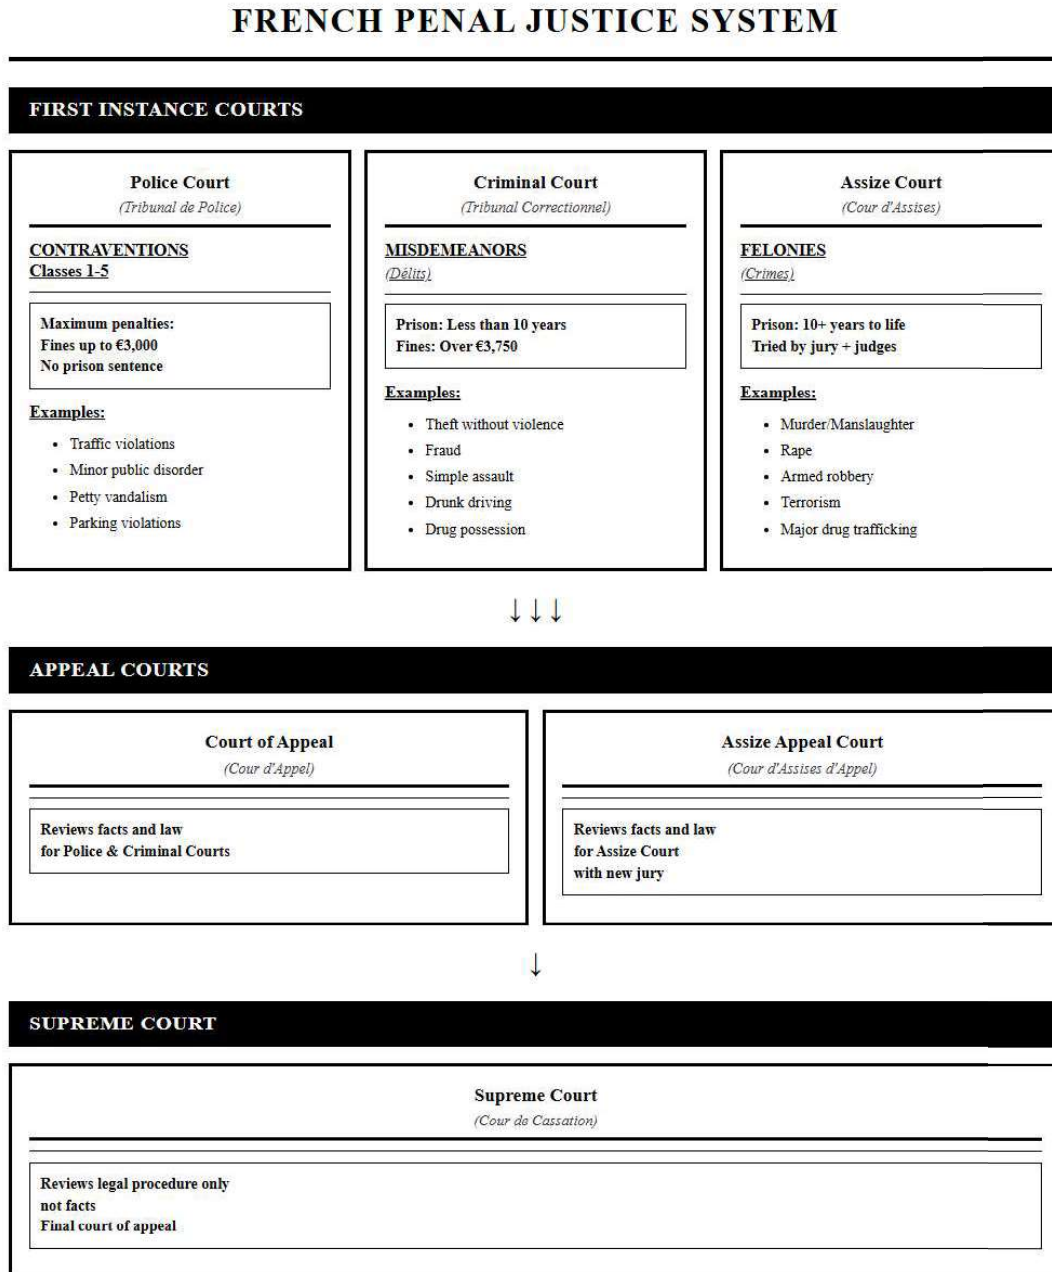 FRENCH PENAL JUSTICE SYSTEM
FIRST INSTANCE COURTS
Police Court
(Tribunal de Police)
CONTRAVENTIONS
Classes 1-5
Maximum penalties:
Fines up to €3,000
No prison sentence
Examples:
• Traffic violations
• Minor public disorder
• Petty vandalism
• Parking violations
Criminal Court
(Tribunal Correctionnel)
MISDEMEANORS
(Délits)
Prison: Less than 10 years
Fines: Over €3,750
Examples:
• Theft without violence
• Fraud
• Simple assault
• Drunk driving
• Drug possession
Assize Court
(Cour d'Assises)
FELONIES
(Crimes)
Prison: 10+ years to life
Tried by jury + judges
Examples:
• Murder/Manslaughter
• Rape
• Armed robbery
• Terrorism
• Major drug trafficking
↓↓↓
APPEAL COURTS
Court of Appeal
(Cour d'Appel)
Reviews facts and law
for Police & Criminal Courts
Assize Appeal Court
(Cour d'Assises d'Appel)
Reviews facts and law
for Assize Court
with new jury
↓
SUPREME COURT
Supreme Court
(Cour de Cassation)
Reviews legal procedure only
not facts
Final court of appeal